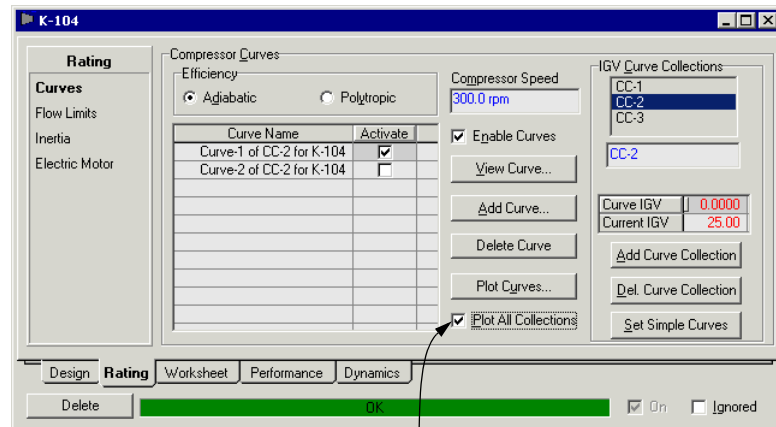 K-104
Rating
Curves
Flow Limits
Inertia
Electric Motor
Compressor Curves
Efficiency
Adiabatic
Polytropic
Curve Name Activate
Curve-1 of CC-2 for K-104
Curve-2 of CC-2 for K-104
Compressor Speed
300.0 rpm
Enable Curves
View Curve...
Add Curve...
Delete Curve
Plot Curves...
Plot All Collections
IGV Curve Collections
CC-1
CC-2
CC-3
CC-2
Curve IGV 0.0000
Current IGV 25.00
Add Curve Collection
Del. Curve Collection
Set Simple Curves
Design Rating Worksheet Performance Dynamics
Delete OK On Ignored